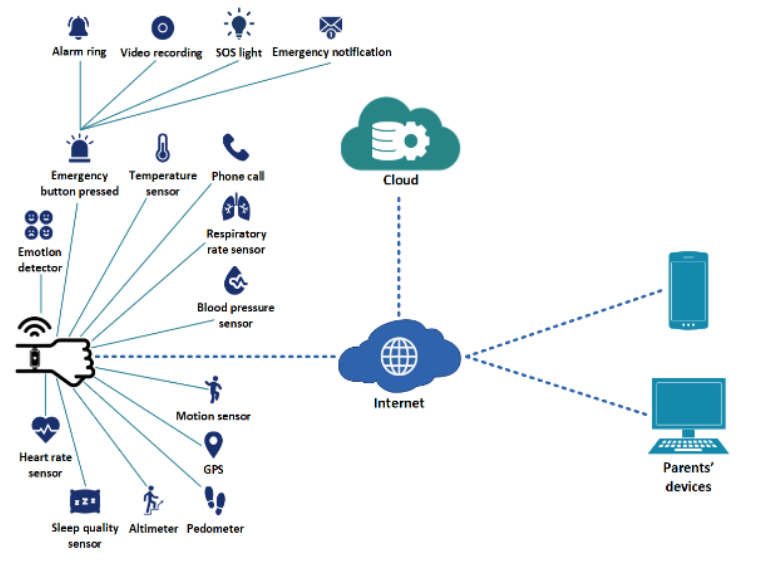 Alarm ring
Video recording
SOS light
Emergency notification
1
Emergency
button pressed
Temperature
sensor
Phone call
Cloud
Emotion
detector
Respiratory
rate sensor
Blood pressure
sensor
Internet
Motion sensor
Heart rate
sensor
GPS
Parents'
devices
z z z
Sleep quality
sensor
Altimeter
Pedometer